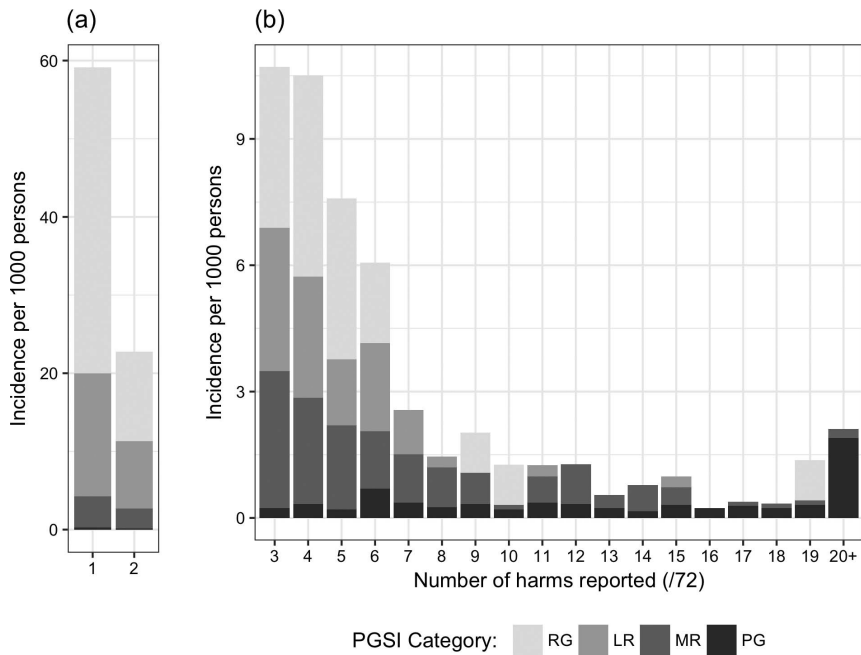 (a)
(b)
Incidence per 1000 persons
60
40
20
0
1 2
Incidence per 1000 persons
9
6
3
0
3 4 5 6 7 8 9 10 11 12 13 14 15 16 17 18 19 20+
Number of harms reported (/72)
PGSI Category: RG LR MR PG